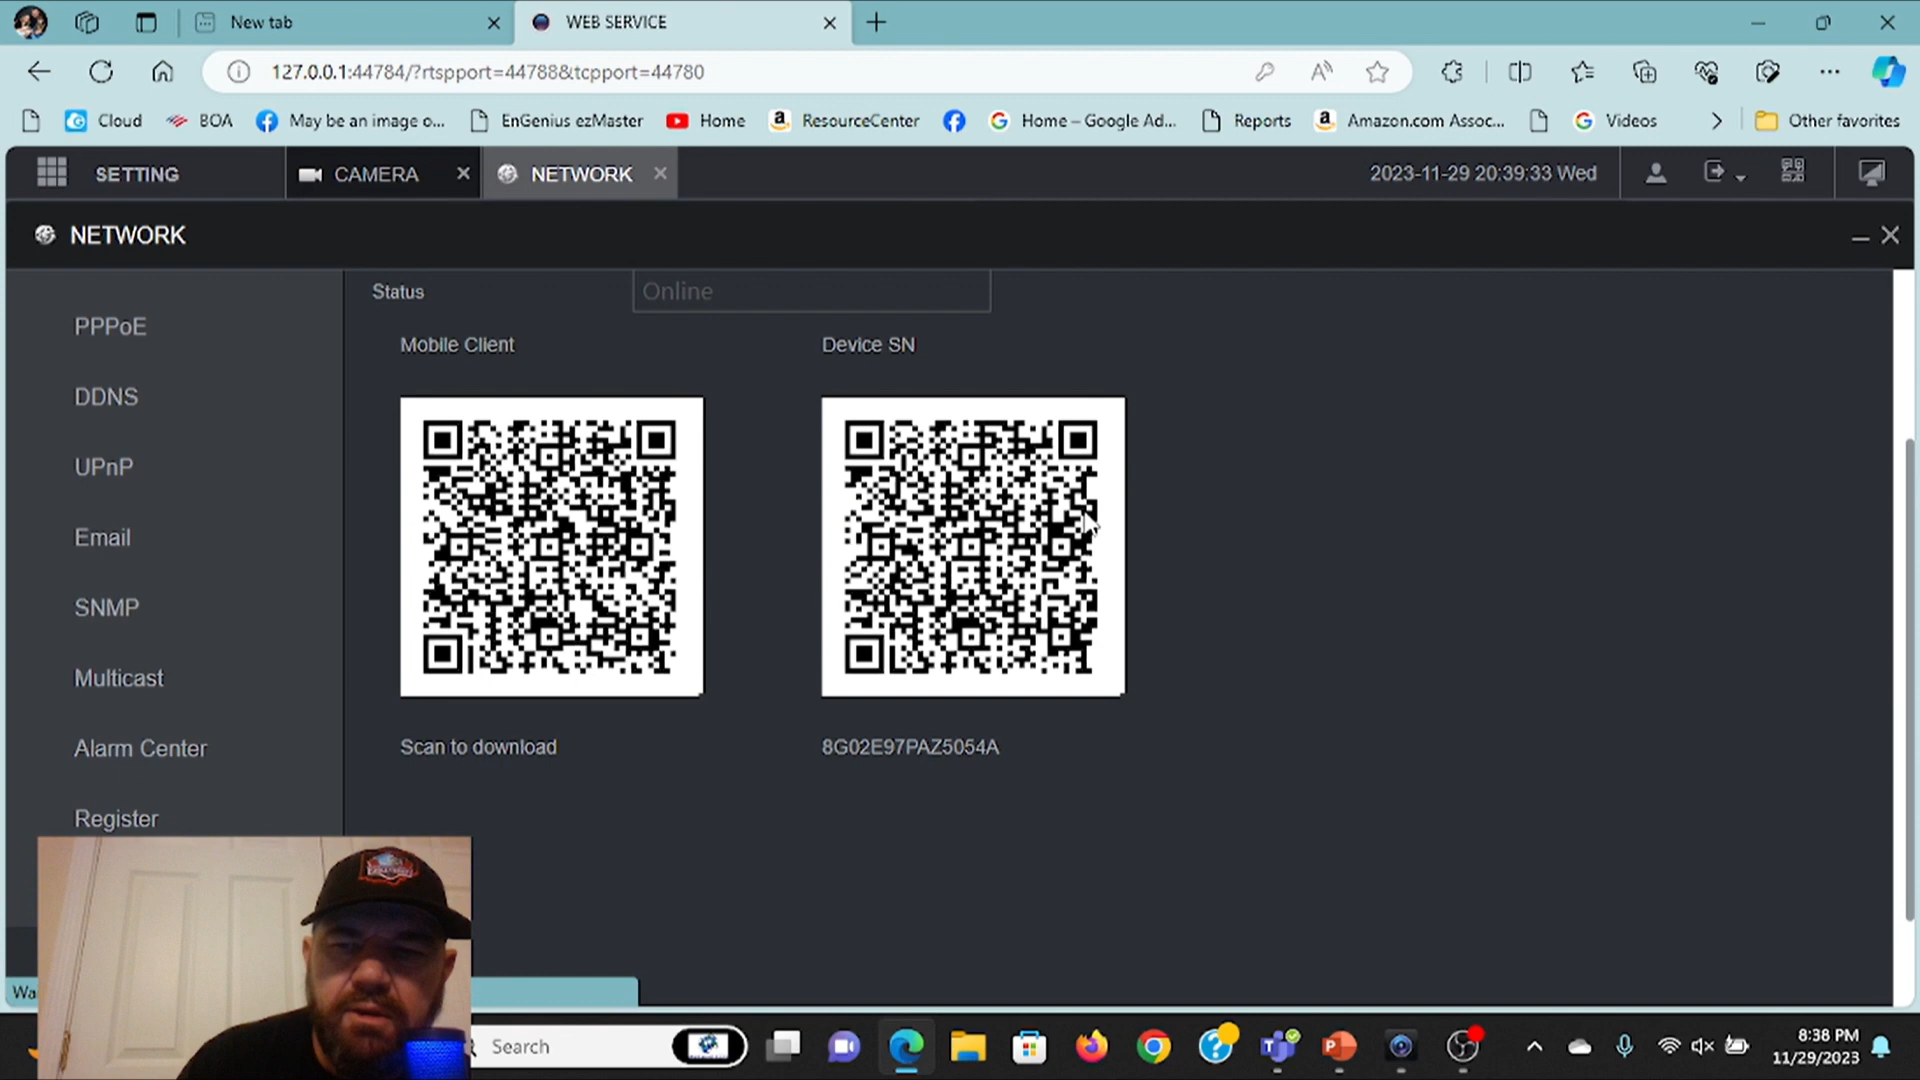 New tab
WEB SERVICE
127.0.0.1:44784/?rtspport=44788&tcpport=44780
Cloud
BOA
May be an image o...
EnGenius ezMaster
Home
ResourceCenter
Home – Google Ad...
Reports
Amazon.com Assoc...
Videos
Other favorites
SETTING
CAMERA
NETWORK
2023-11-29 20:39:33 Wed
NETWORK
PPPoE
DDNS
UPnP
Email
SNMP
Multicast
Alarm Center
Register
Status
Online
Mobile Client
Device SN
Scan to download
8G02E97PAZ5054A
Search
8:38 PM
11/29/2023